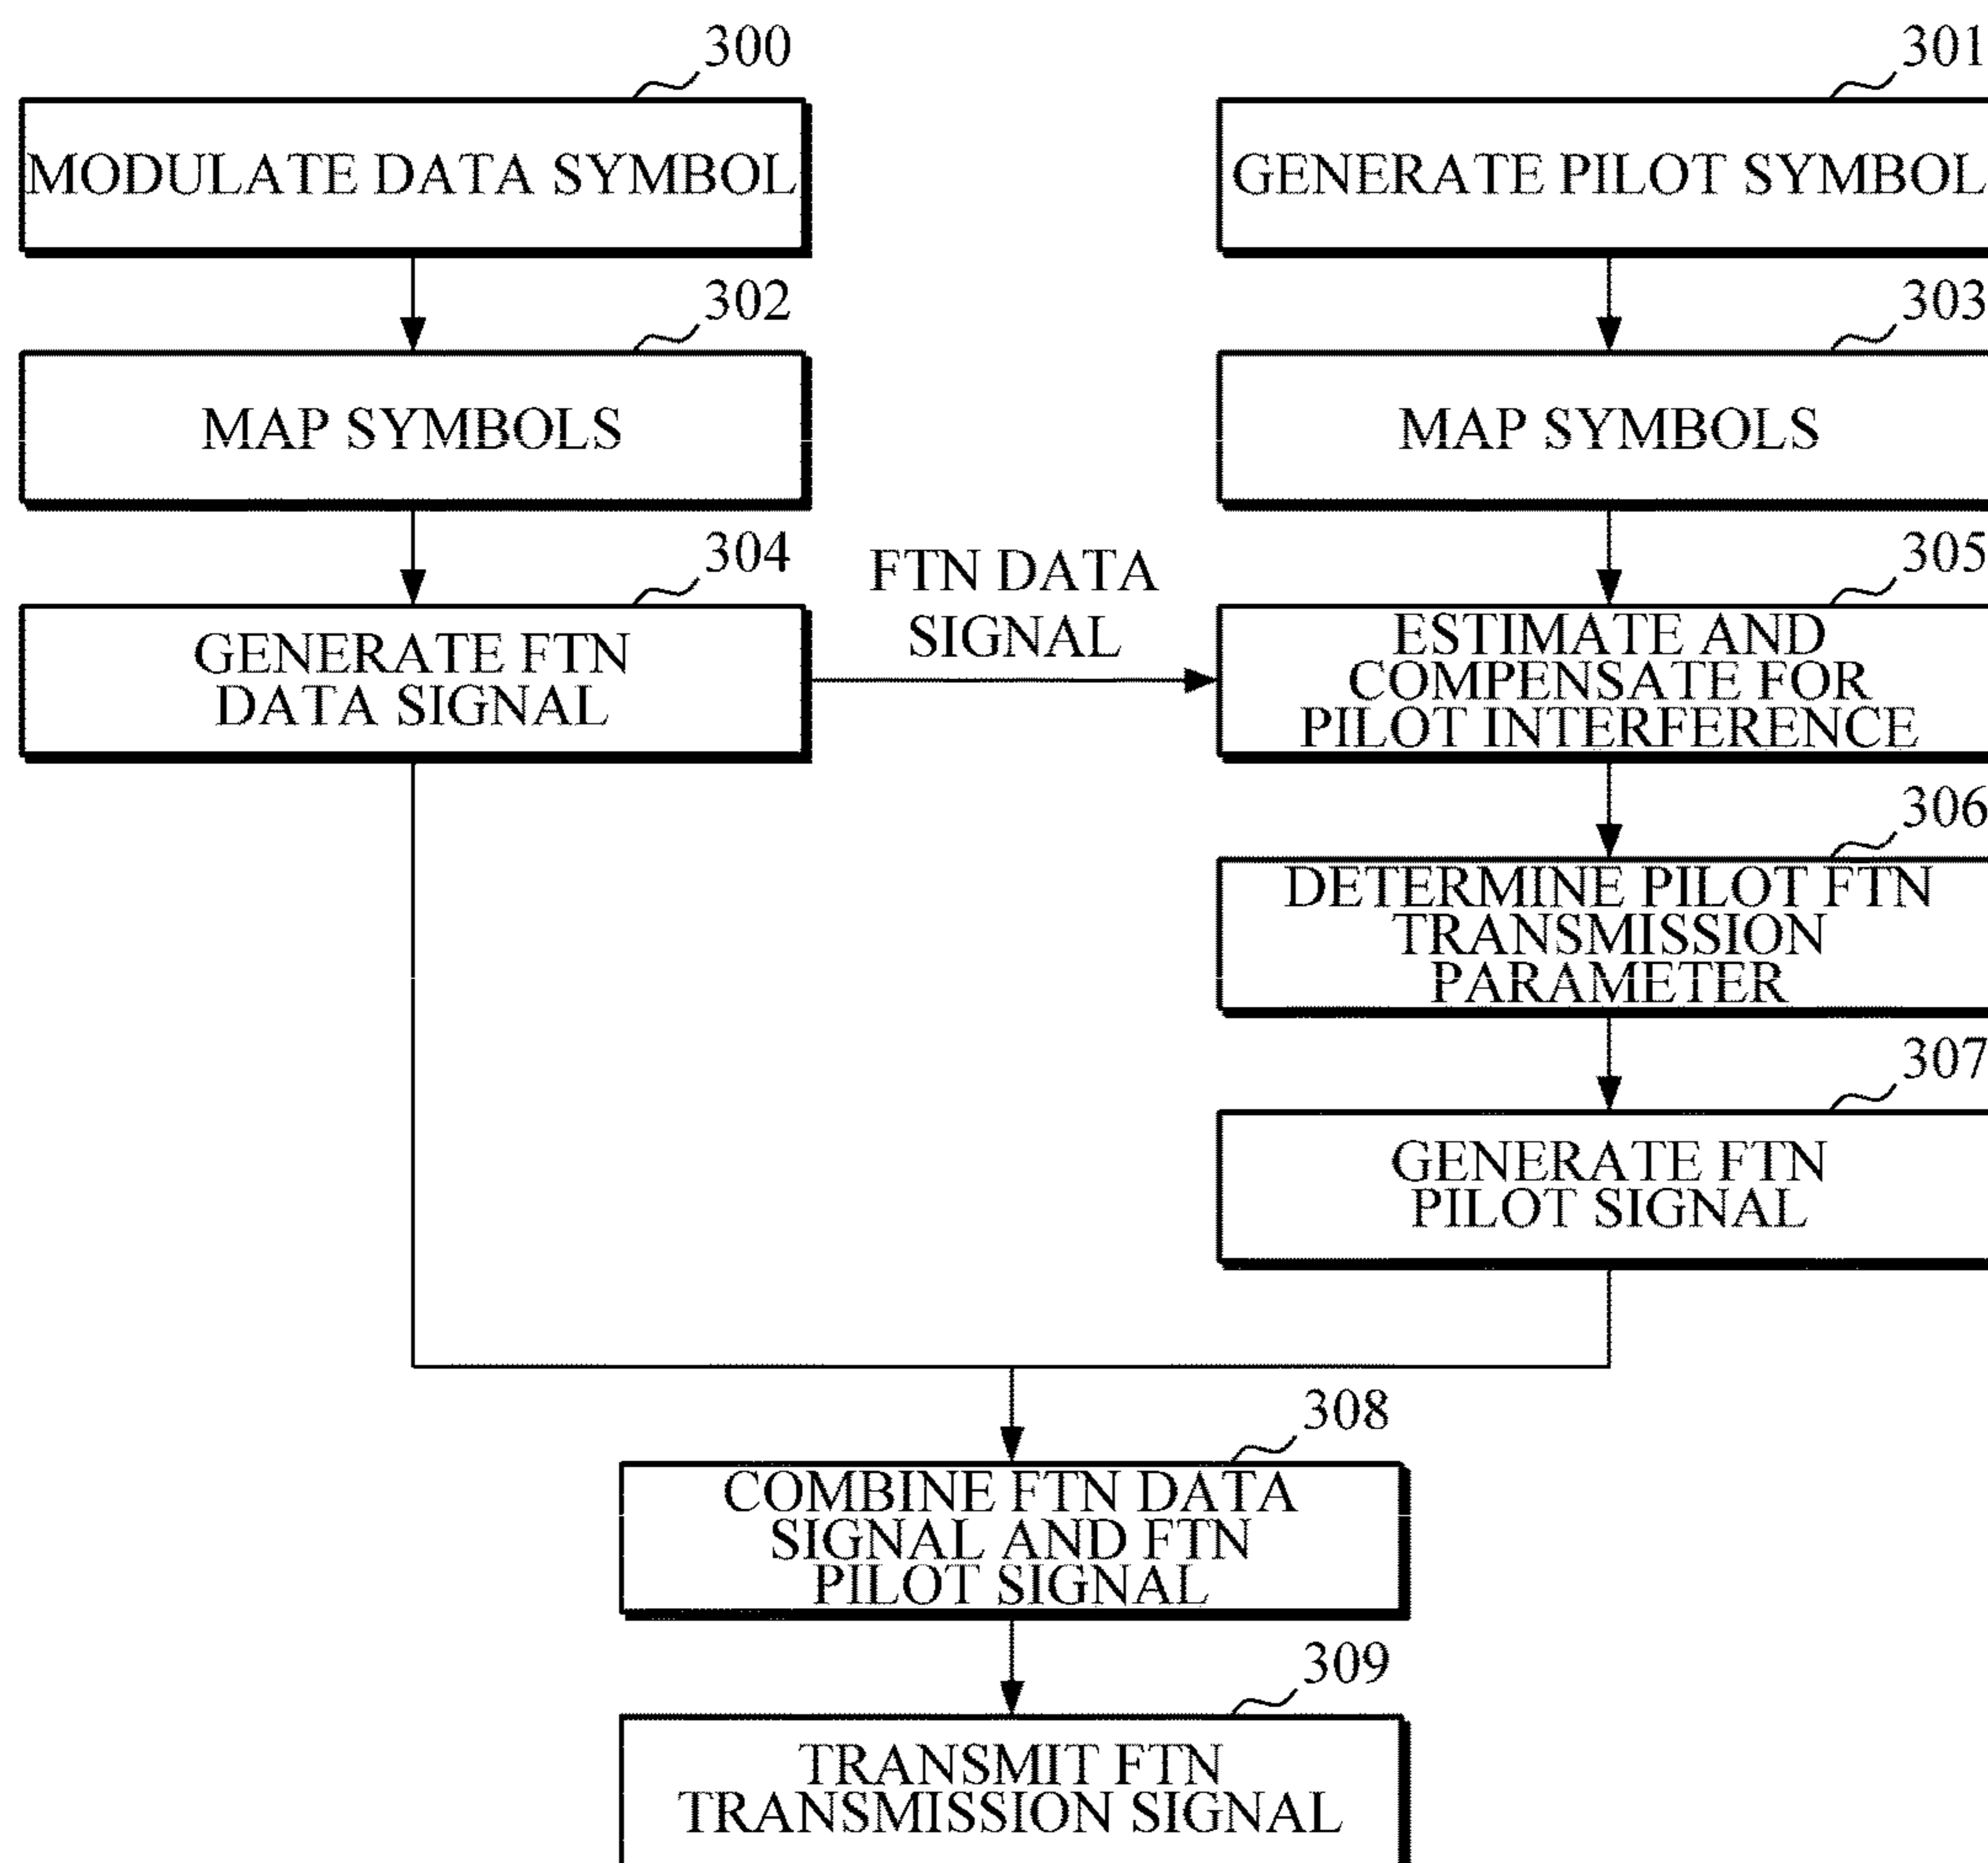 300
301
MODULATE DATA SYMBOL
GENERATE PILOT SYMBOL
302
303
MAP SYMBOLS
MAP SYMBOLS
304
FTN DATA
SIGNAL
305
GENERATE FTN
DATA SIGNAL
ESTIMATE AND
COMPENSATE FOR
PILOT INTERFERENCE
306
DETERMINE PILOT FTN
TRANSMISSION
PARAMETER
307
GENERATE FTN
PILOT SIGNAL
308
COMBINE FTN DATA
SIGNAL AND FTN
PILOT SIGNAL
309
TRANSMIT FTN
TRANSMISSION SIGNAL